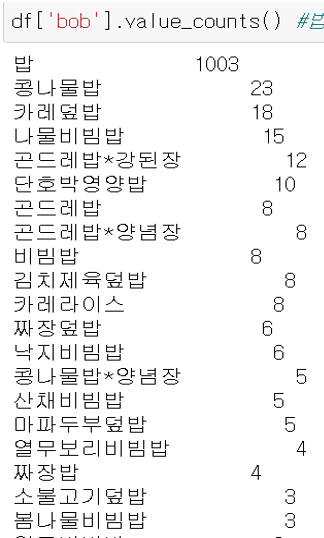 df['bob'].value_counts() #밥
밥 1003
콩나물밥 23
카레덮밥 18
나물비빔밥 15
곤드레밥*강된장 12
단호박영양밥 10
곤드레밥 8
곤드레밥*양념장 8
비빔밥 8
김치제육덮밥 8
카레라이스 8
짜장덮밥 6
낙지비빔밥 6
콩나물밥*양념장 5
산채비빔밥 5
마파두부덮밥 5
열무보리비빔밥 4
짜장밥 4
소불고기덮밥 3
봄나물비빔밥 3